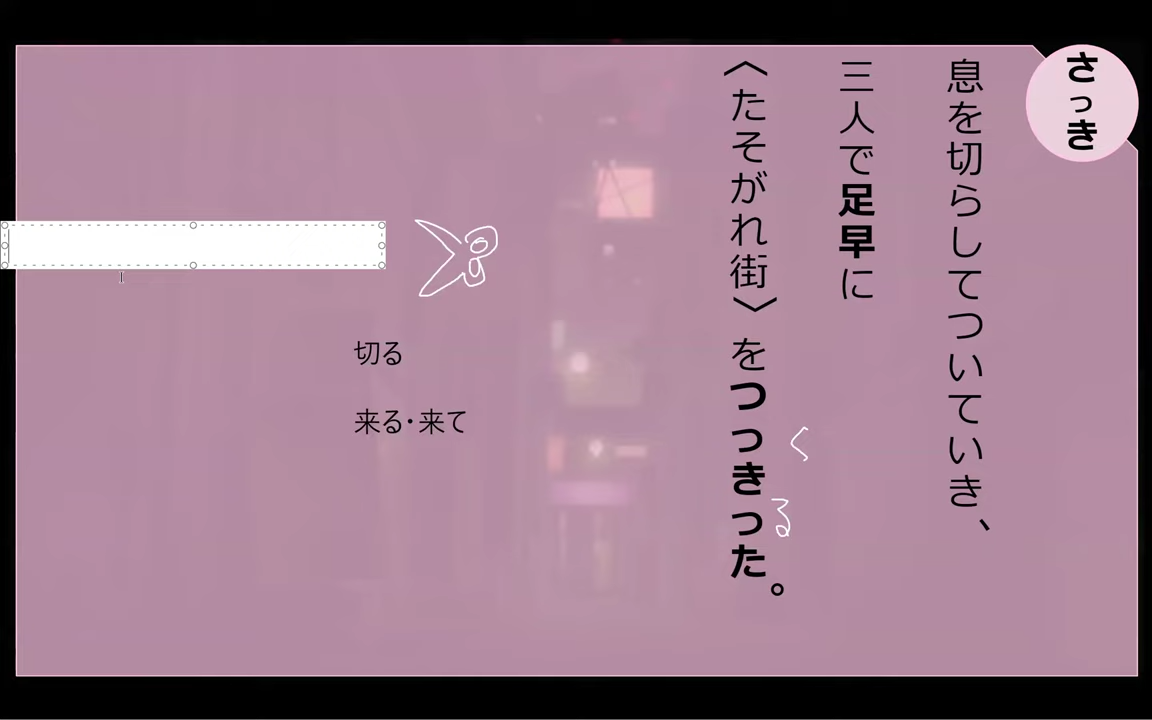 さっき
息を切らしてついていき、
三人で足早に
〈たそがれ街〉をつっきった。
く
る
切る
来る・来て